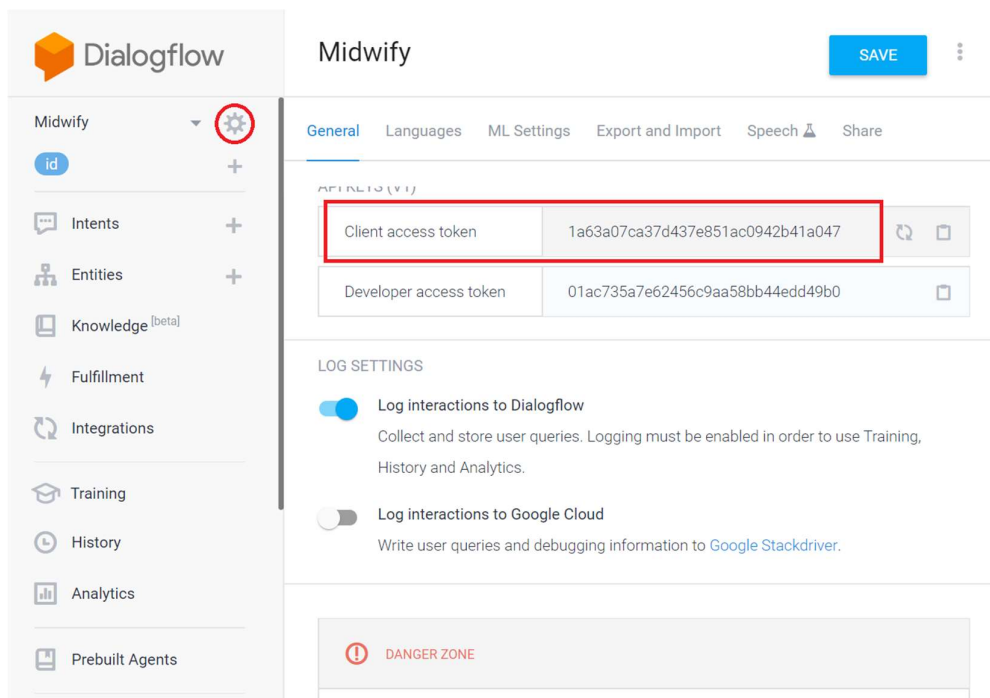 Dialogflow
Midwify
SAVE
Midwify
General Languages ML Settings Export and Import Speech Share
id
API KEYS (V1)
Client access token 1a63a07ca37d437e851ac0942b41a047
Developer access token 01ac735a7e62456c9aa58bb44edd49b0
Intents
Entities
Knowledge [beta]
Fulfillment
Integrations
Training
History
Analytics
Prebuilt Agents
LOG SETTINGS
Log interactions to Dialogflow
Collect and store user queries. Logging must be enabled in order to use Training,
History and Analytics.
Log interactions to Google Cloud
Write user queries and debugging information to Google Stackdriver.
DANGER ZONE